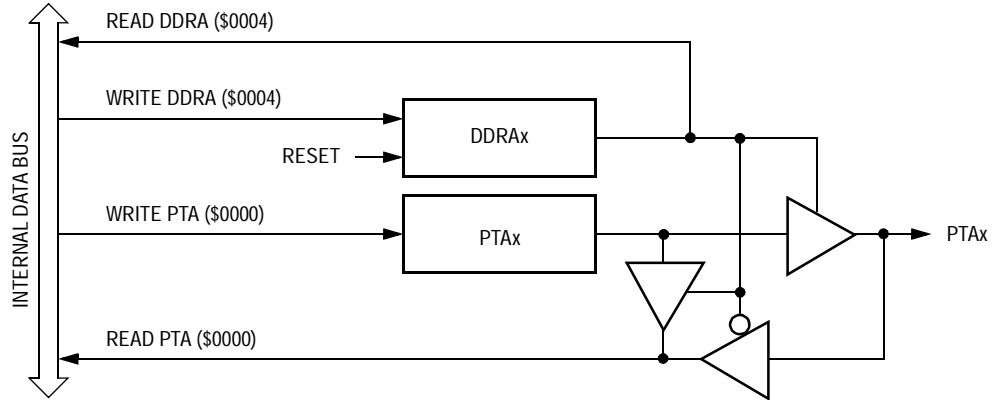 READ DDRA ($0004)
WRITE DDRA ($0004)
DDRAx
RESET
INTERNAL DATA BUS
WRITE PTA ($0000)
PTAx
PTAx
READ PTA ($0000)